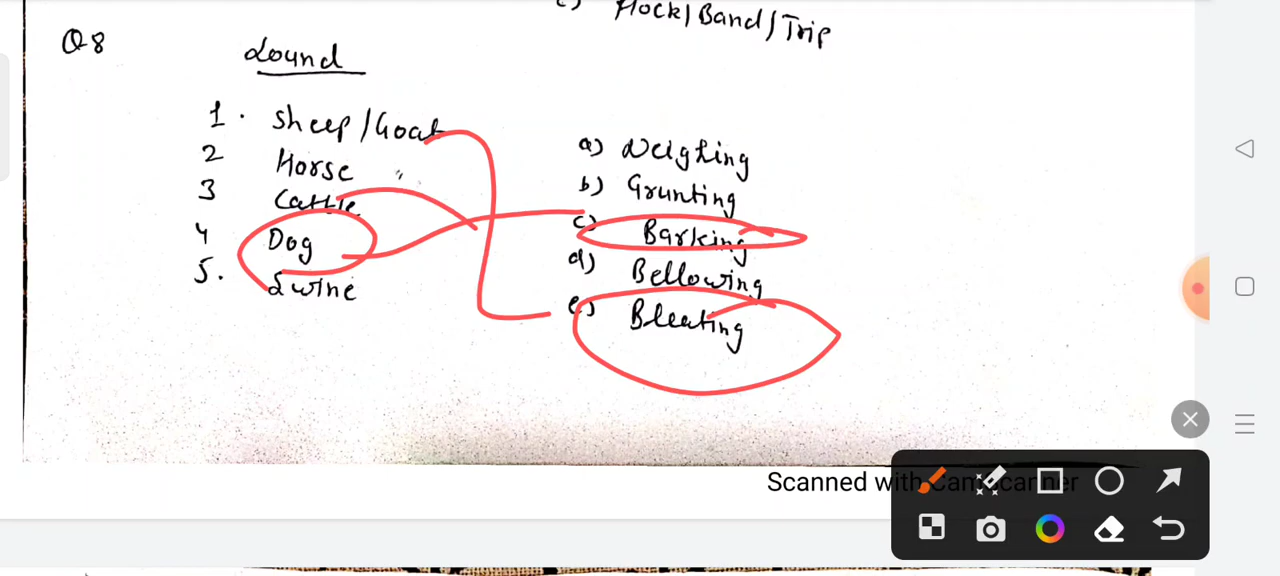 c) Flock/Band/Trip
Q8
Sound
1. Sheep/Goat
2 Horse
3 Cattle
4 Dog
5. Swine
a) Neighing
b) Grunting
c) Barking
d) Bellowing
e) Bleating
Scanned with CamScanner